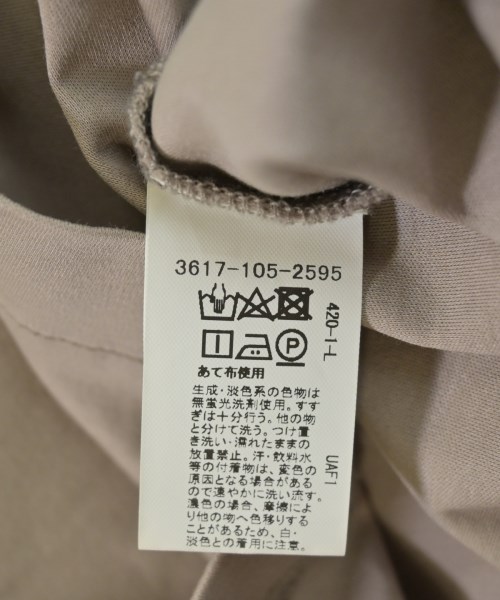 3617-105-2595
P
420-1-L
あて布使用
生成・淡色系の色物は
無蛍光洗剤使用。すす
ぎは十分行う。他の物
と分けて洗う。つけ置
き洗い・濡れたままの
放置禁止。汗・飲料水
等の付着物は、変色の
原因となる場合がある
ので速やかに洗い流す。
濃色の場合、摩擦によ
り他の物へ色移りする
ことがあるため、白・
淡色との着用に注意。
UAF1